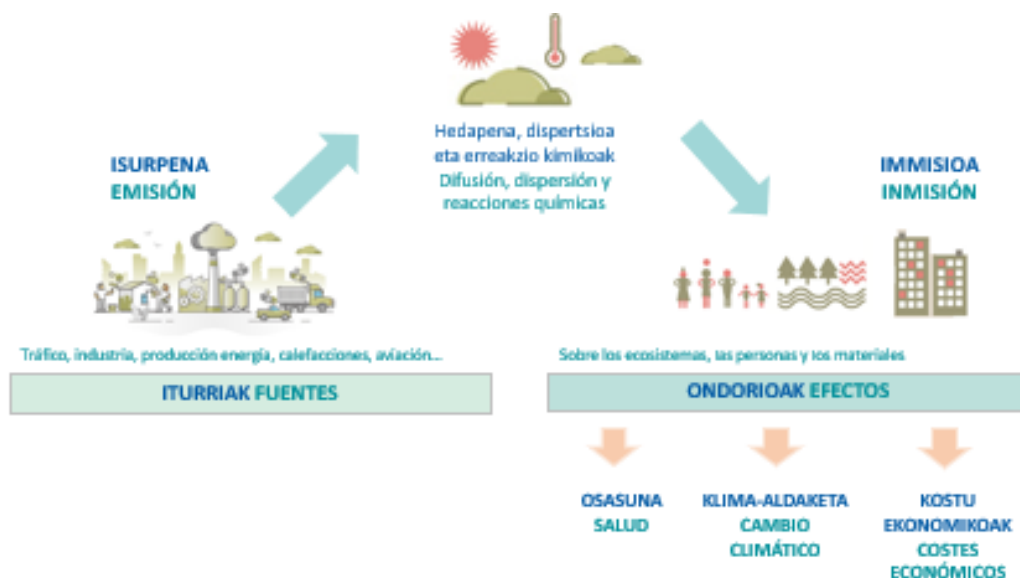 Hedapena, dispertsioa
eta erreakzio kimikoak
Difusión, dispersión y
reacciones químicas
ISURPENA
EMISIÓN
IMMISIOA
INMISIÓN
Tráfico, industria, producción energía, calefacciones, aviación...
Sobre los ecosistemas, las personas y los materiales
ITURRIAK FUENTES
ONDORIOAK EFECTOS
OSASUNA
SALUD
KLIMA-ALDAKETA
CAMBIO
CLIMÁTICO
KOSTU
EKONOMIKOAK
COSTES
ECONÓMICOS